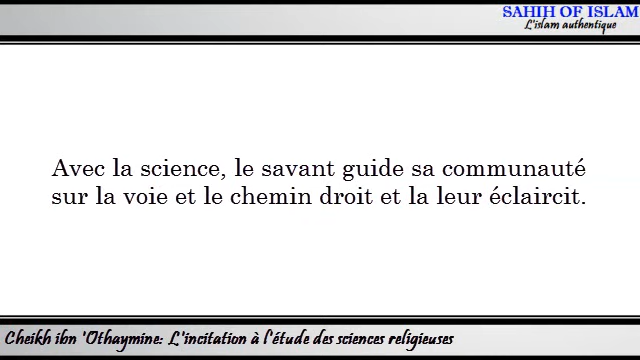 SAHIH OF ISLAM
L'islam authentique
Avec la science, le savant guide sa communauté
sur la voie et le chemin droit et la leur éclaircit.
Cheikh ibn 'Othaymine: L'incitation à l'étude des sciences religieuses